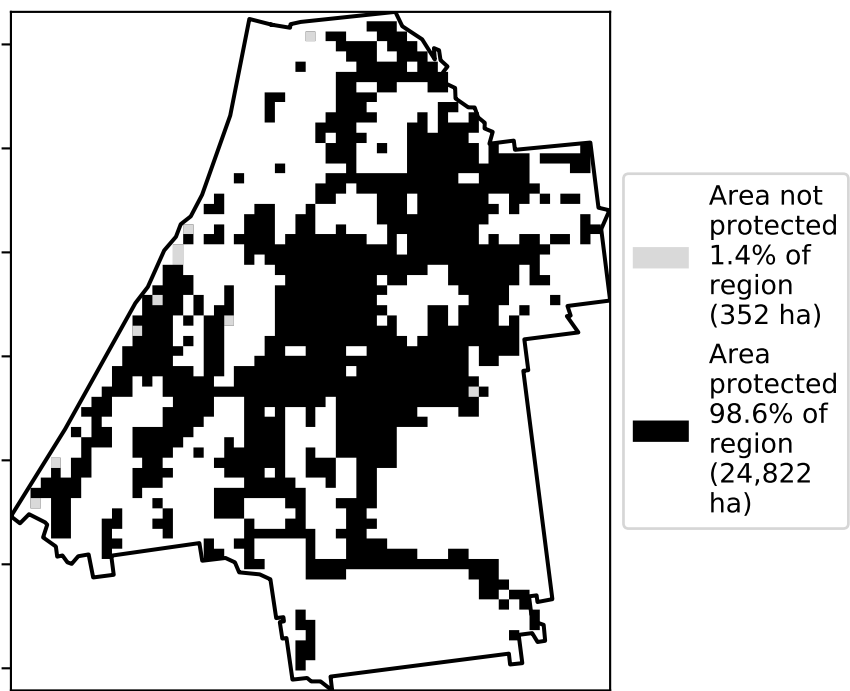 Area not
protected
1.4% of
region
(352 ha)
Area
protected
98.6% of
region
(24,822
ha)